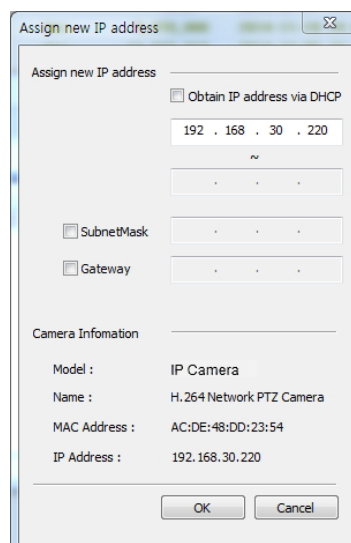 Assign new IP address
Assign new IP address
Obtain IP address via DHCP
192 . 168 . 30 . 220
~
. . .
SubnetMask . . .
Gateway . . .
Camera Infomation
Model : IP Camera
Name : H.264 Network PTZ Camera
MAC Address : AC:DE:48:DD:23:54
IP Address : 192.168.30.220
OK Cancel